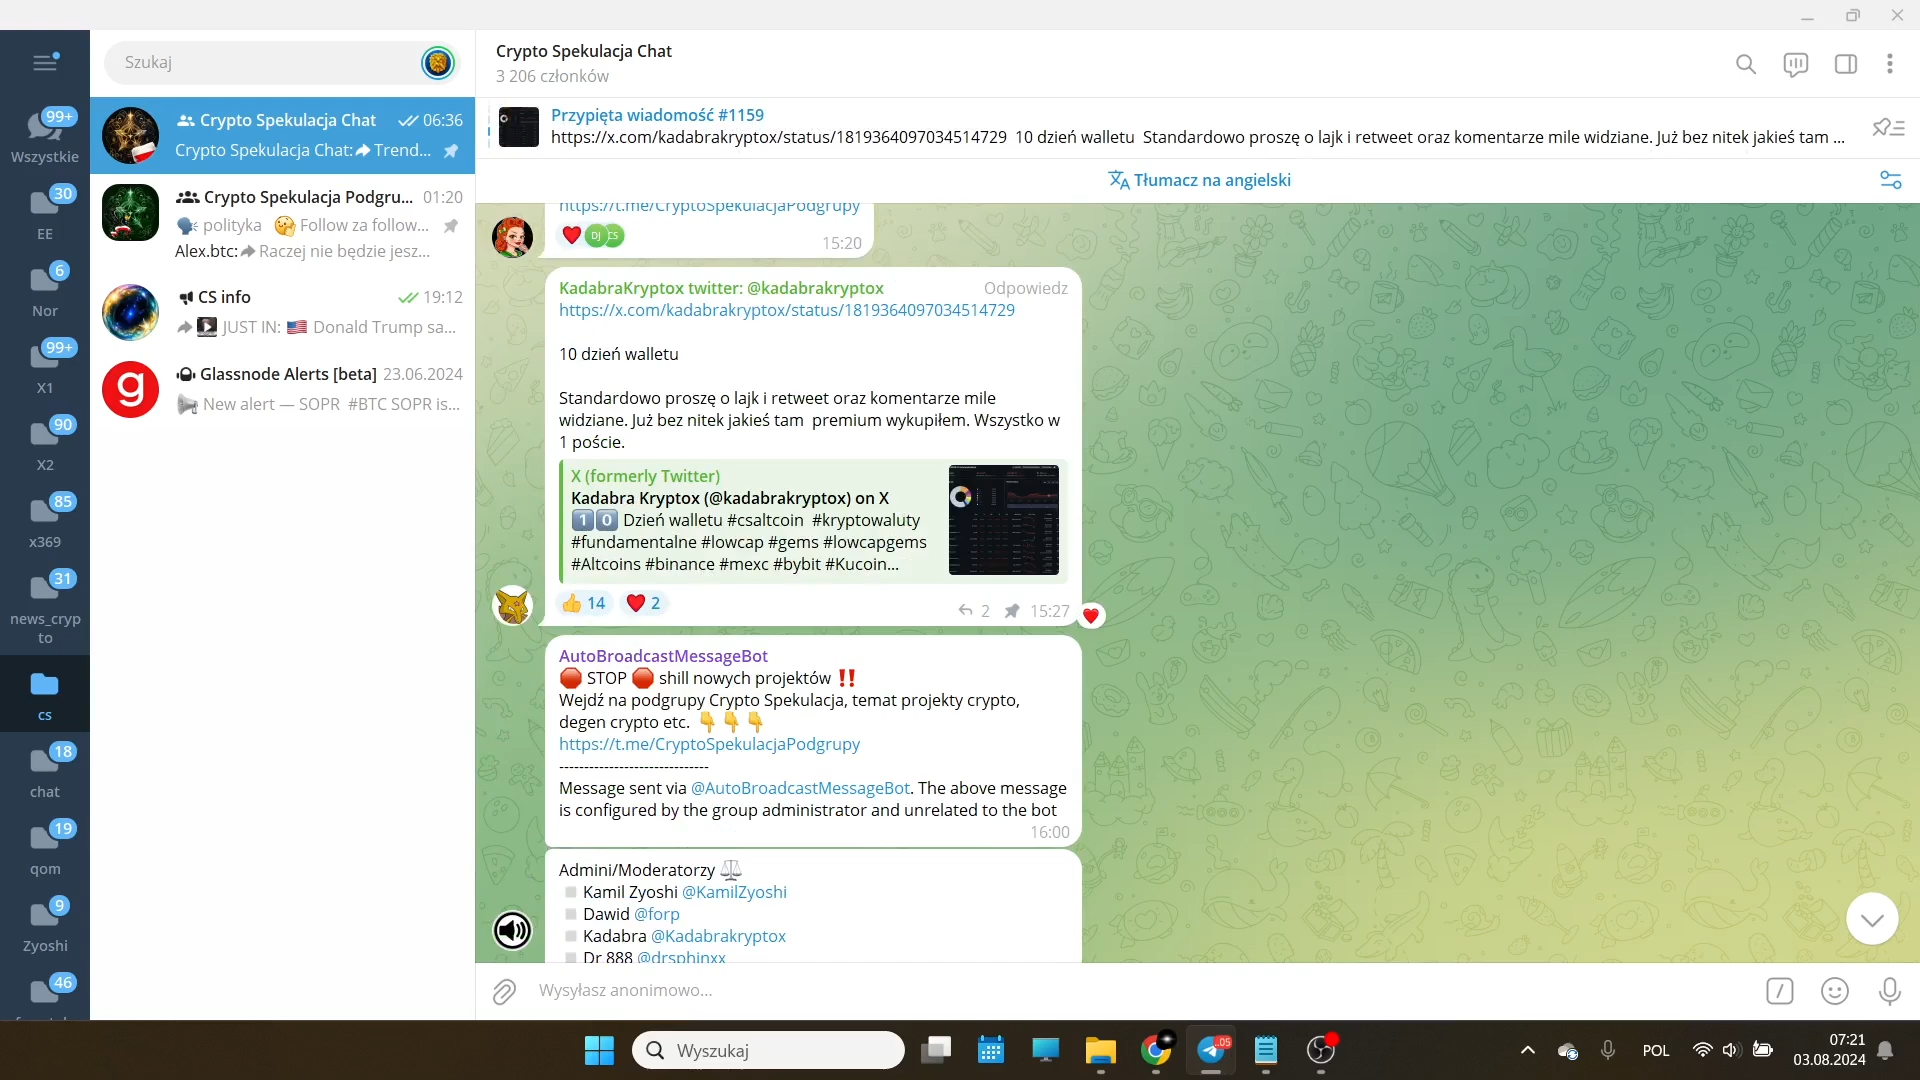 Szukaj
99+
Wszystkie
30
EE
6
Nor
99+
X1
90
X2
85
x369
31
news_cryp
to
cs
18
chat
19
qom
9
Zyoshi
46
Crypto Spekulacja Chat 06:36
Crypto Spekulacja Chat: Trend...
Crypto Spekulacja Podgru... 01:20
🗣 polityka 🤔 Follow za follow...
Alex.btc: Raczej nie będzie jesz...
CS info 19:12
JUST IN: 🇺🇸 Donald Trump sa...
g
Glassnode Alerts [beta] 23.06.2024
New alert — SOPR #BTC SOPR is...
Crypto Spekulacja Chat
3 206 członków
Przypięta wiadomość #1159
https://x.com/kadabrakryptox/status/1819364097034514729 10 dzień walletu Standardowo proszę o lajk i retweet oraz komentarze mile widziane. Już bez nitek jakieś tam ...
Tłumacz na angielski
https://t.me/CryptoSpekulacjaPodgrupy
❤️ DJ CS 15:20
KadabraKryptox twitter: @kadabrakryptox Odpowiedz
https://x.com/kadabrakryptox/status/1819364097034514729
10 dzień walletu
Standardowo proszę o lajk i retweet oraz komentarze mile
widziane. Już bez nitek jakieś tam premium wykupiłem. Wszystko w
1 poście.
X (formerly Twitter)
Kadabra Kryptox (@kadabrakryptox) on X
1️⃣0️⃣ Dzień walletu #csaltcoin #kryptowaluty
#fundamentalne #lowcap #gems #lowcapgems
#Altcoins #binance #mexc #bybit #Kucoin...
👍 14 ❤️ 2 2 15:27
AutoBroadcastMessageBot
🛑 STOP 🛑 shill nowych projektów ‼️
Wejdź na podgrupy Crypto Spekulacja, temat projekty crypto,
degen crypto etc. 👇👇👇
https://t.me/CryptoSpekulacjaPodgrupy
------------------------------
Message sent via @AutoBroadcastMessageBot. The above message
is configured by the group administrator and unrelated to the bot
16:00
Admini/Moderatorzy ⚖️
Kamil Zyoshi @KamilZyoshi
Dawid @forp
Kadabra @Kadabrakryptox
Dr 888 @drsphinxx
Wysyłasz anonimowo...
Wyszukaj
.05
POL
07:21
03.08.2024